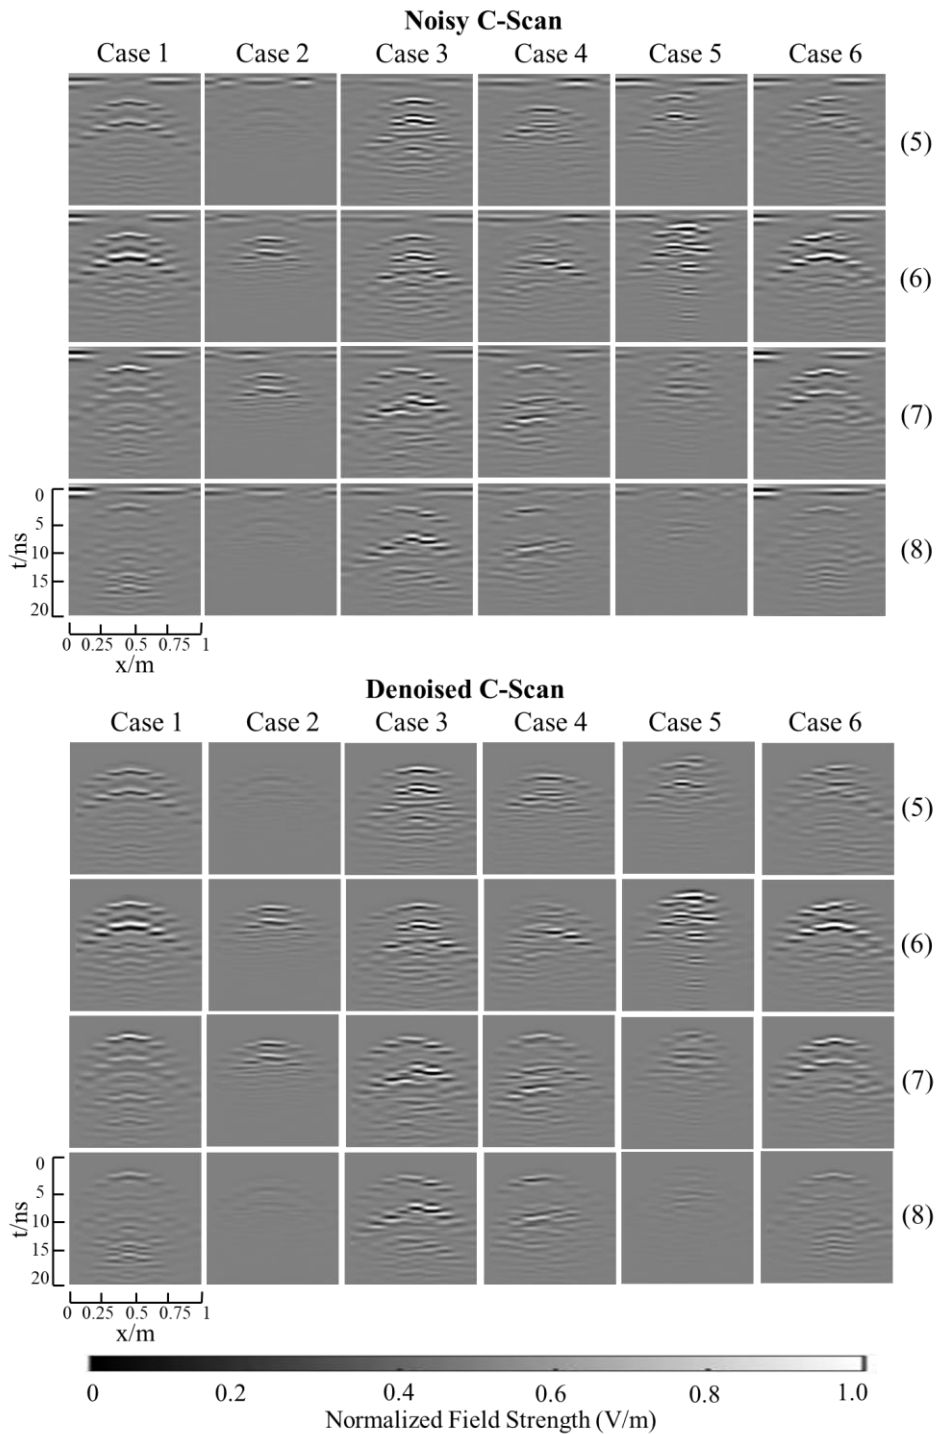 Noisy C-Scan
Case 1 Case 2 Case 3 Case 4 Case 5 Case 6
(5)
(6)
(7)
(8)
0
5
10
15
20
t/ns
0 0.25 0.5 0.75 1
x/m
Denoised C-Scan
Case 1 Case 2 Case 3 Case 4 Case 5 Case 6
(5)
(6)
(7)
(8)
0
5
10
15
20
t/ns
0 0.25 0.5 0.75 1
x/m
0 0.2 0.4 0.6 0.8 1.0
Normalized Field Strength (V/m)